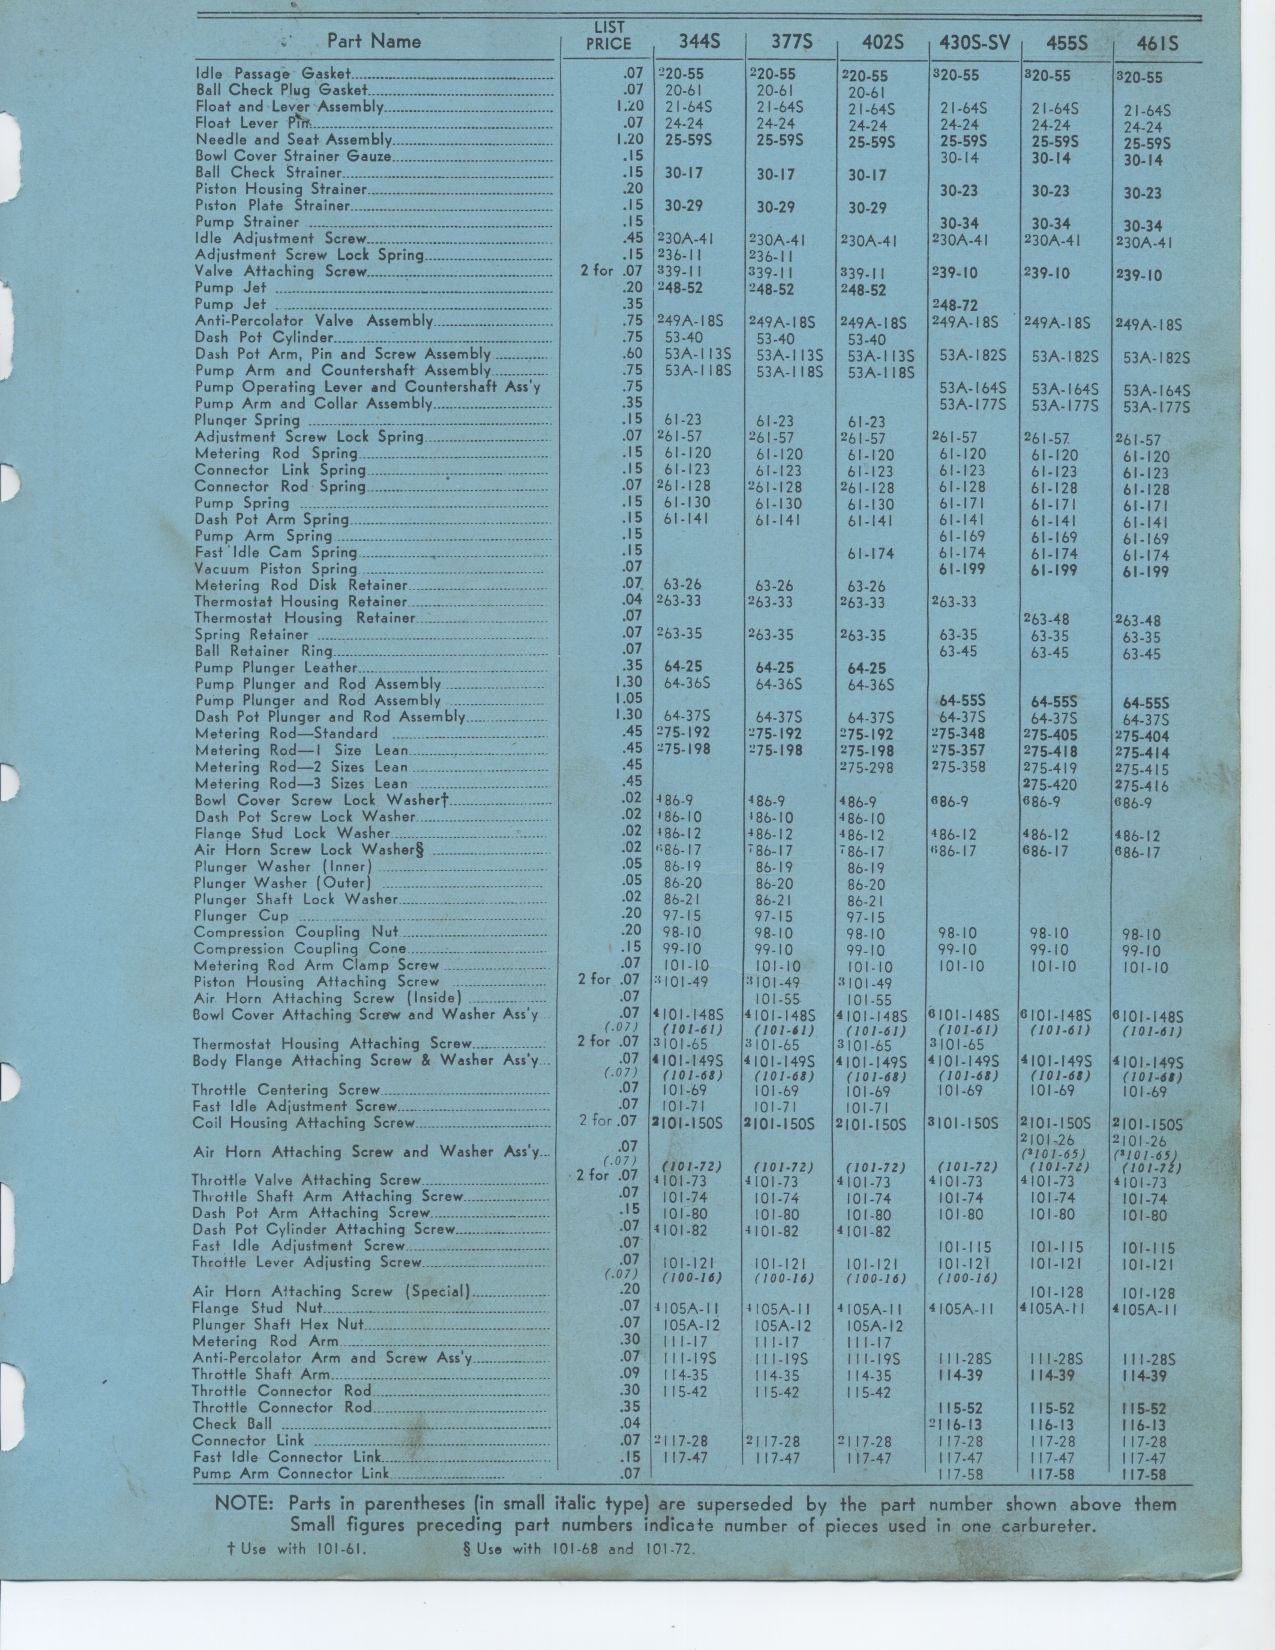 Part Name LIST PRICE 344S 377S 402S 430S-SV 455S 461S
Idle Passage Gasket .07 ²20-55 ²20-55 ²20-55 ³20-55 ³20-55 ³20-55
Ball Check Plug Gasket .07 20-61 20-61 20-61
Float and Lever Assembly 1.20 21-64S 21-64S 21-64S 21-64S 21-64S 21-64S
Float Lever Pin .07 24-24 24-24 24-24 24-24 24-24 24-24
Needle and Seat Assembly 1.20 25-59S 25-59S 25-59S 25-59S 25-59S 25-59S
Bowl Cover Strainer Gauze .15 30-14 30-14 30-14
Ball Check Strainer .15 30-17 30-17 30-17
Piston Housing Strainer .20 30-23 30-23 30-23
Piston Plate Strainer .15 30-29 30-29 30-29
Pump Strainer .15 30-34 30-34 30-34
Idle Adjustment Screw .45 ²30A-41 ²30A-41 ²30A-41 ²30A-41 ²30A-41 ²30A-41
Adjustment Screw Lock Spring .15 ²36-11 ²36-11
Valve Attaching Screw 2 for .07 ³39-11 ³39-11 ³39-11 ²39-10 ²39-10 ²39-10
Pump Jet .20 ²48-52 ²48-52 ²48-52
Pump Jet .35 ²48-72
Anti-Percolator Valve Assembly .75 ²49A-18S ²49A-18S ²49A-18S ²49A-18S ²49A-18S ²49A-18S
Dash Pot Cylinder .75 53-40 53-40 53-40
Dash Pot Arm, Pin and Screw Assembly .60 53A-113S 53A-113S 53A-113S 53A-182S 53A-182S 53A-182S
Pump Arm and Countershaft Assembly .75 53A-118S 53A-118S 53A-118S
Pump Operating Lever and Countershaft Ass'y .75 53A-164S 53A-164S 53A-164S
Pump Arm and Collar Assembly .35 53A-177S 53A-177S 53A-177S
Plunger Spring .15 61-23 61-23 61-23
Adjustment Screw Lock Spring .07 ²61-57 ²61-57 ²61-57 ²61-57 ²61-57 ²61-57
Metering Rod Spring .15 61-120 61-120 61-120 61-120 61-120 61-120
Connector Link Spring .15 61-123 61-123 61-123 61-123 61-123 61-123
Connector Rod Spring .07 ²61-128 ²61-128 ²61-128 61-128 61-128 61-128
Pump Spring .15 61-130 61-130 61-130 61-171 61-171 61-171
Dash Pot Arm Spring .15 61-141 61-141 61-141 61-141 61-141 61-141
Pump Arm Spring .15 61-169 61-169 61-169
Fast Idle Cam Spring .15 61-174 61-174 61-174 61-174
Vacuum Piston Spring .07 61-199 61-199 61-199
Metering Rod Disk Retainer .07 63-26 63-26 63-26
Thermostat Housing Retainer .04 ²63-33 ²63-33 ²63-33 ²63-33
Thermostat Housing Retainer .07 ²63-48 ²63-48
Spring Retainer .07 ²63-35 ²63-35 ²63-35 63-35 63-35 63-35
Ball Retainer Ring .07 63-45 63-45 63-45
Pump Plunger Leather .35 64-25 64-25 64-25
Pump Plunger and Rod Assembly 1.30 64-36S 64-36S 64-36S
Pump Plunger and Rod Assembly 1.05 64-55S 64-55S 64-55S
Dash Pot Plunger and Rod Assembly 1.30 64-37S 64-37S 64-37S 64-37S 64-37S 64-37S
Metering Rod—Standard .45 ²75-192 ²75-192 ²75-192 ²75-348 ²75-405 ²75-404
Metering Rod—1 Size Lean .45 ²75-198 ²75-198 ²75-198 ²75-357 ²75-418 ²75-414
Metering Rod—2 Sizes Lean .45 ²75-298 ²75-358 ²75-419 ²75-415
Metering Rod—3 Sizes Lean .45 ²75-420 ²75-416
Bowl Cover Screw Lock Washer† .02 ⁴86-9 ⁴86-9 ⁴86-9 ⁶86-9 ⁶86-9 ⁶86-9
Dash Pot Screw Lock Washer .02 ⁴86-10 ⁴86-10 ⁴86-10
Flange Stud Lock Washer .02 ⁴86-12 ⁴86-12 ⁴86-12 ⁴86-12 ⁴86-12 ⁴86-12
Air Horn Screw Lock Washer§ .02 ⁶86-17 ⁷86-17 ⁷86-17 ⁶86-17 ⁶86-17 ⁶86-17
Plunger Washer (Inner) .05 86-19 86-19 86-19
Plunger Washer (Outer) .05 86-20 86-20 86-20
Plunger Shaft Lock Washer .02 86-21 86-21 86-21
Plunger Cup .20 97-15 97-15 97-15
Compression Coupling Nut .20 98-10 98-10 98-10 98-10 98-10 98-10
Compression Coupling Cone .15 99-10 99-10 99-10 99-10 99-10 99-10
Metering Rod Arm Clamp Screw .07 101-10 101-10 101-10 101-10 101-10 101-10
Piston Housing Attaching Screw 2 for .07 ³101-49 ³101-49 ³101-49
Air Horn Attaching Screw (Inside) .07 101-55 101-55
Bowl Cover Attaching Screw and Washer Ass'y .07 ⁴101-148S ⁴101-148S ⁴101-148S ⁶101-148S ⁶101-148S ⁶101-148S
(.07) (101-61) (101-61) (101-61) (101-61) (101-61) (101-61)
Thermostat Housing Attaching Screw 2 for .07 ³101-65 ³101-65 ³101-65 ³101-65
Body Flange Attaching Screw & Washer Ass'y .07 ⁴101-149S ⁴101-149S ⁴101-149S ⁴101-149S ⁴101-149S ⁴101-149S
(.07) (101-68) (101-68) (101-68) (101-68) (101-68) (101-68)
Throttle Centering Screw .07 101-69 101-69 101-69 101-69 101-69 101-69
Fast Idle Adjustment Screw .07 101-71 101-71 101-71
Coil Housing Attaching Screw 2 for .07 ²101-150S ²101-150S ²101-150S ³101-150S ²101-150S ²101-150S
²101-26 ²101-26
Air Horn Attaching Screw and Washer Ass'y .07 (³101-65) (³101-65)
(.07) (101-72) (101-72) (101-72) (101-72) (101-72) (101-72)
Throttle Valve Attaching Screw 2 for .07 ⁴101-73 ⁴101-73 ⁴101-73 ⁴101-73 ⁴101-73 ⁴101-73
Throttle Shaft Arm Attaching Screw .07 101-74 101-74 101-74 101-74 101-74 101-74
Dash Pot Arm Attaching Screw .15 101-80 101-80 101-80 101-80 101-80 101-80
Dash Pot Cylinder Attaching Screw .07 ⁴101-82 ⁴101-82 ⁴101-82
Fast Idle Adjustment Screw .07 101-115 101-115 101-115
Throttle Lever Adjusting Screw .07 101-121 101-121 101-121 101-121 101-121 101-121
(.07) (100-16) (100-16) (100-16) (100-16)
Air Horn Attaching Screw (Special) .20 101-128 101-128
Flange Stud Nut .07 ⁴105A-11 ⁴105A-11 ⁴105A-11 ⁴105A-11 ⁴105A-11 ⁴105A-11
Plunger Shaft Hex Nut .07 105A-12 105A-12 105A-12
Metering Rod Arm .30 111-17 111-17 111-17
Anti-Percolator Arm and Screw Ass'y .07 111-19S 111-19S 111-19S 111-28S 111-28S 111-28S
Throttle Shaft Arm .09 114-35 114-35 114-35 114-39 114-39 114-39
Throttle Connector Rod .30 115-42 115-42 115-42
Throttle Connector Rod .35 115-52 115-52 115-52
Check Ball .04 ²116-13 116-13 116-13
Connector Link .07 ²117-28 ²117-28 ²117-28 117-28 117-28 117-28
Fast Idle Connector Link .15 117-47 117-47 117-47 117-47 117-47 117-47
Pump Arm Connector Link .07 117-58 117-58 117-58
NOTE: Parts in parentheses (in small italic type) are superseded by the part number shown above them
Small figures preceding part numbers indicate number of pieces used in one carbureter.
† Use with 101-61. § Use with 101-68 and 101-72.